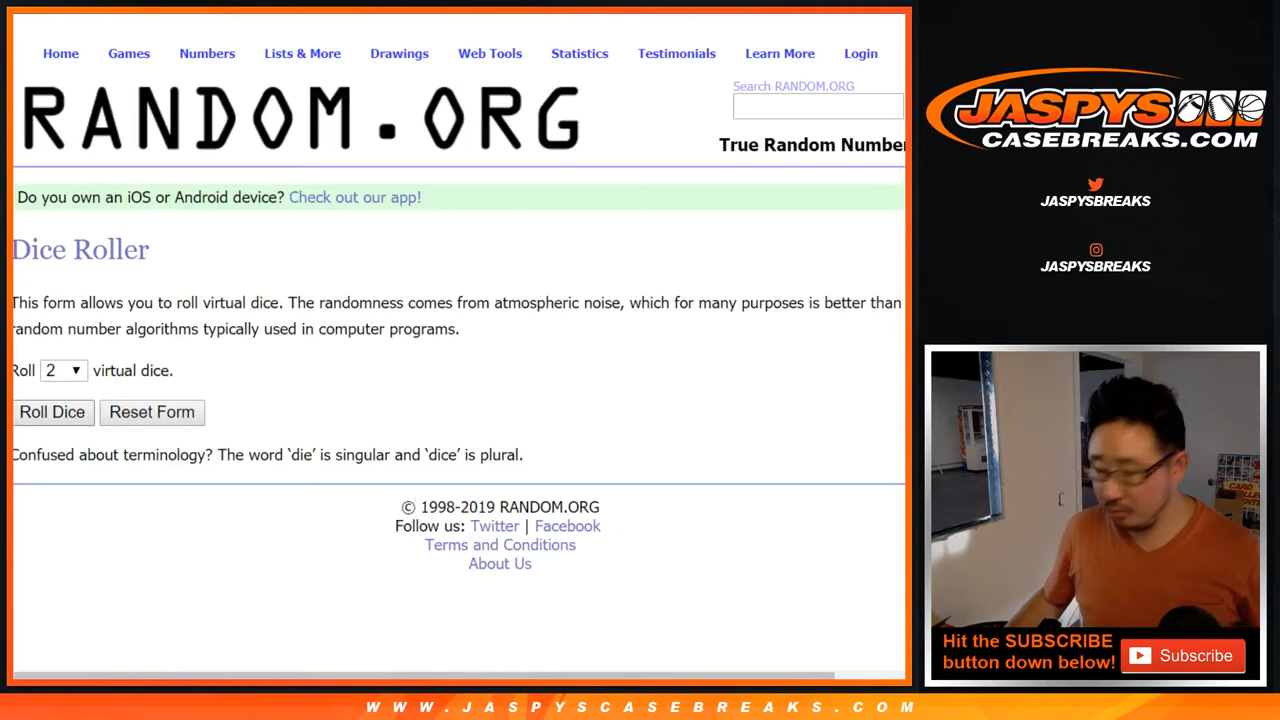 Home Games Numbers Lists & More Drawings Web Tools Statistics Testimonials Learn More Login
RANDOM.ORG
Search RANDOM.ORG
True Random Number
Do you own an iOS or Android device? Check out our app!
Dice Roller
This form allows you to roll virtual dice. The randomness comes from atmospheric noise, which for many purposes is better than
random number algorithms typically used in computer programs.
Roll 2 virtual dice.
Roll Dice Reset Form
Confused about terminology? The word ‘die’ is singular and ‘dice’ is plural.
© 1998-2019 RANDOM.ORG
Follow us: Twitter | Facebook
Terms and Conditions
About Us
JASPYS
CASEBREAKS.COM
JASPYSBREAKS
JASPYSBREAKS
CARD
Hit the SUBSCRIBE
button down below!
Subscribe
WWW.JASPYSCASEBREAKS.COM